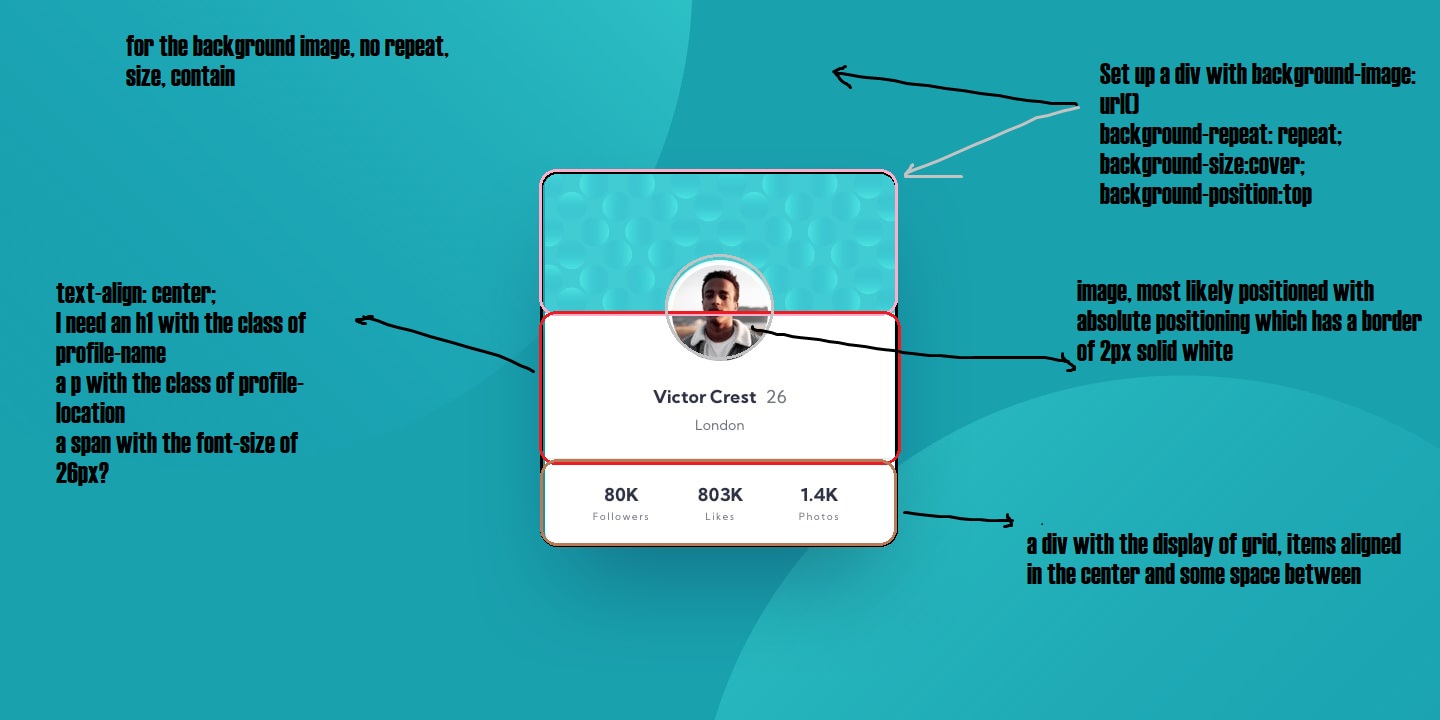 for the background image, no repeat,
size, contain
Set up a div with background-image:
url()
background-repeat: repeat;
background-size:cover;
background-position:top
text-align: center;
I need an h1 with the class of
profile-name
a p with the class of profile-
location
a span with the font-size of
26px?
image, most likely positioned with
absolute positioning which has a border
of 2px solid white
Victor Crest 26
London
80K 803K 1.4K
Followers Likes Photos
a div with the display of grid, items aligned
in the center and some space between